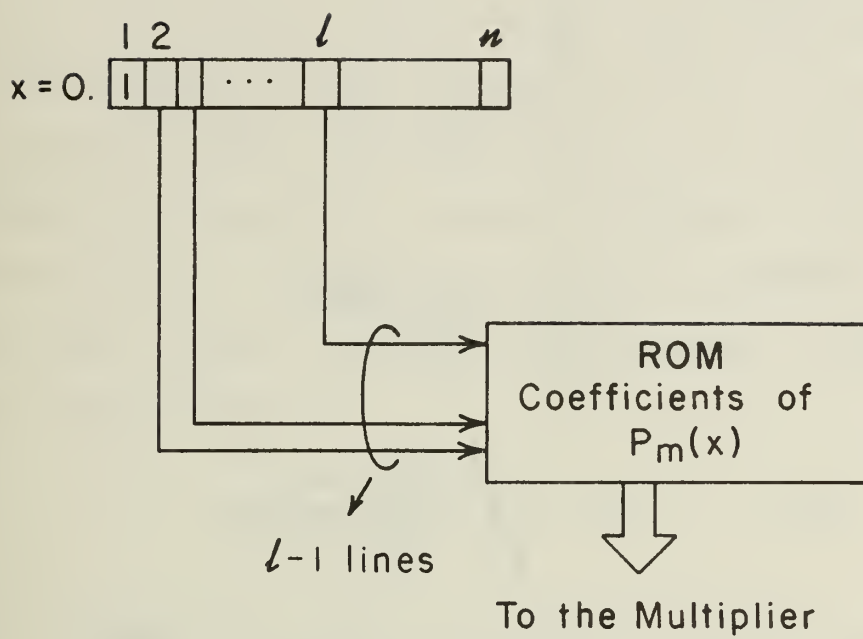 1 2 ℓ n
x = 0. 1 ...
ROM
Coefficients of
Pm(x)
ℓ-1 lines
To the Multiplier